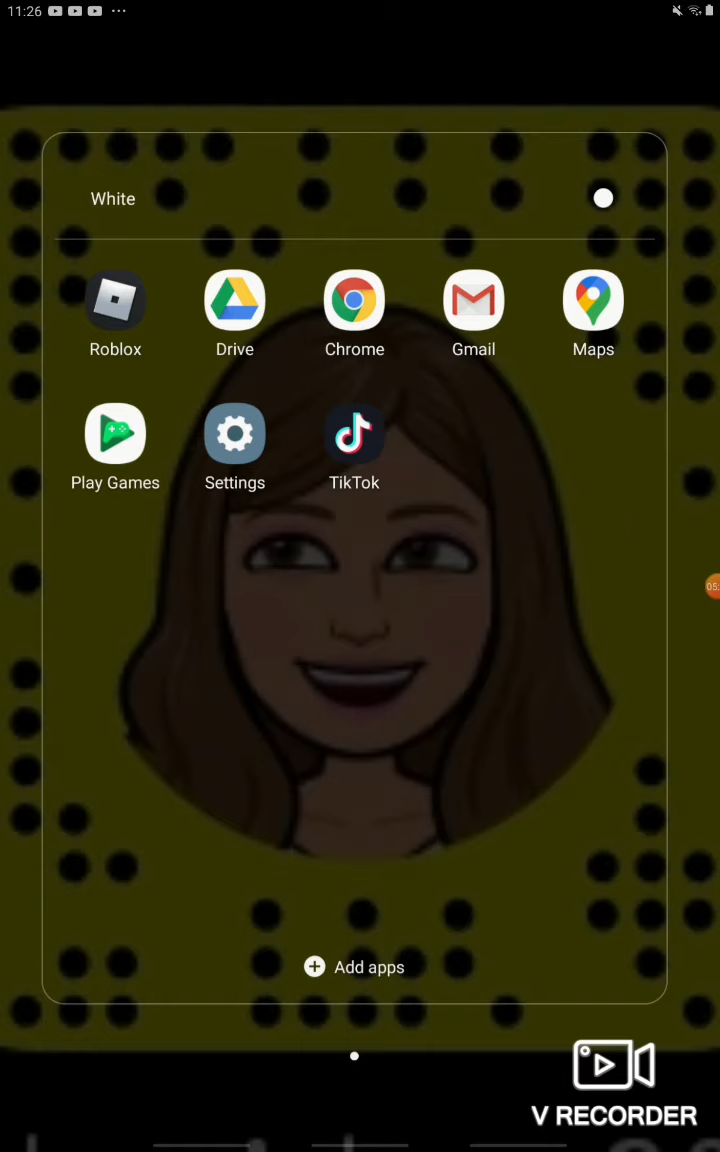 11:26
White
Roblox Drive Chrome Gmail Maps
Play Games Settings TikTok
Add apps
V RECORDER